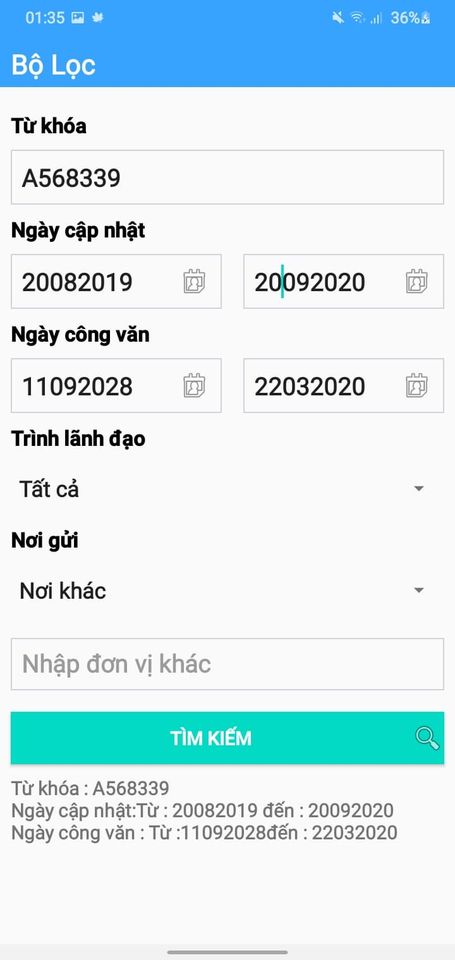 01:35 36%
Bộ Lọc
Từ khóa
A568339
Ngày cập nhật
20082019 20092020
Ngày công văn
11092028 22032020
Trình lãnh đạo
Tất cả
Nơi gửi
Nơi khác
Nhập đơn vị khác
TÌM KIẾM
Từ khóa : A568339
Ngày cập nhật:Từ : 20082019 đến : 20092020
Ngày công văn : Từ :11092028đến : 22032020